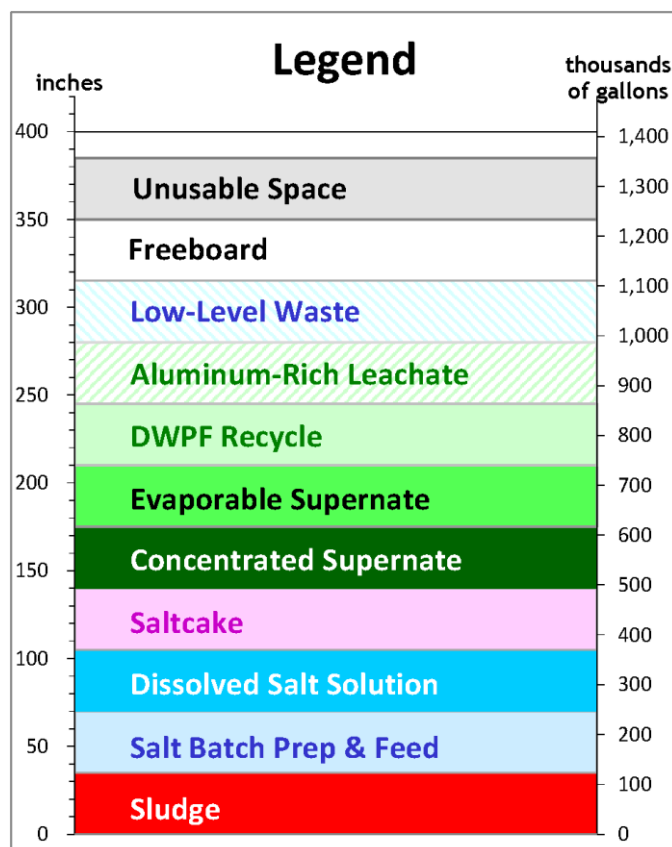 Legend
inches
thousands
of gallons
400
1,400
Unusable Space
1,300
350
Freeboard
1,200
1,100
300
Low-Level Waste
1,000
Aluminum-Rich Leachate
900
250
DWPF Recycle
800
200
Evaporable Supernate
700
600
Concentrated Supernate
150
500
Saltcake
400
100
Dissolved Salt Solution
300
200
50
Salt Batch Prep & Feed
100
Sludge
0
0